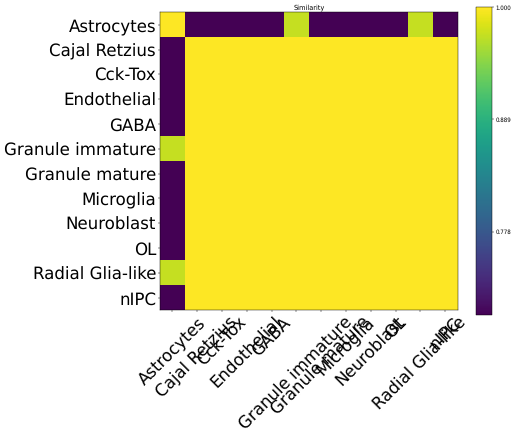 Similarity
Astrocytes
Cajal Retzius
Cck-Tox
Endothelial
GABA
Granule immature
Granule mature
Microglia
Neuroblast
OL
Radial Glia-like
nIPC
1.000
0.889
0.778
Astrocytes
Cajal Retzius
Cck-Tox
Endothelial
GABA
Granule immature
Granule mature
Microglia
Neuroblast
OL
Radial Glia-like
nIPC